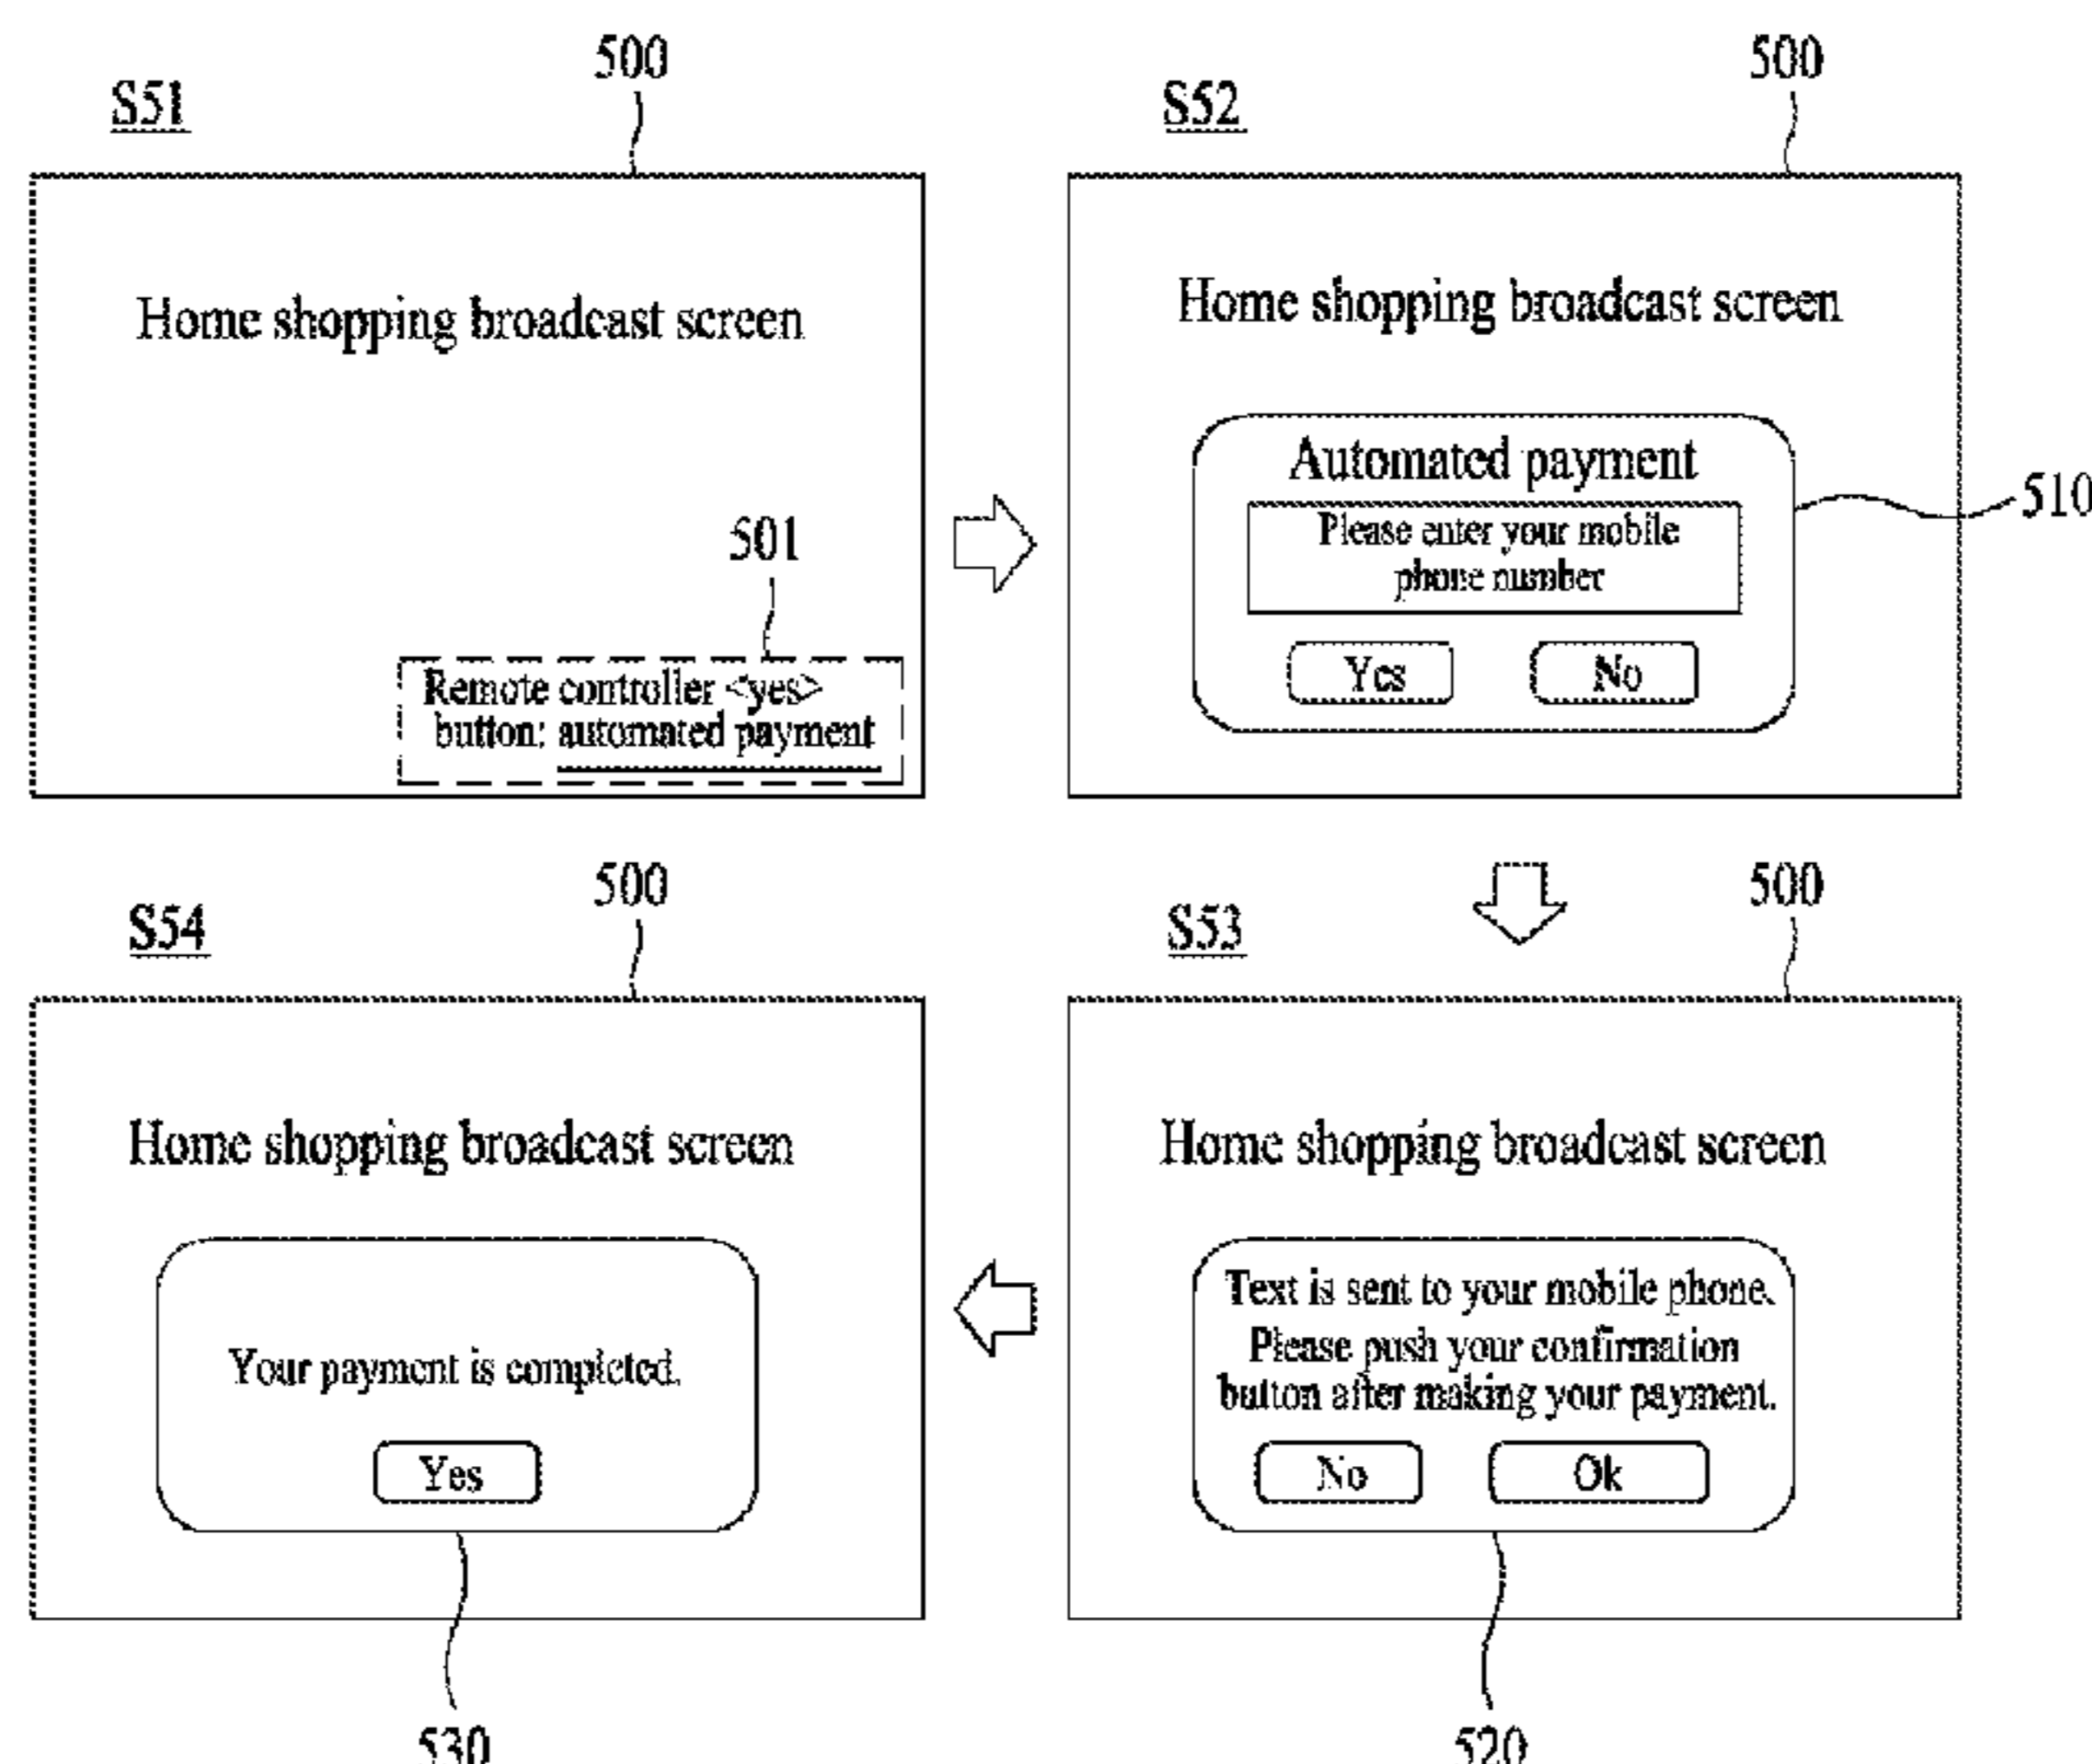 S51
500
Home shopping broadcast screen
501
Remote controller <yes>
button: automated payment
S52
500
Home shopping broadcast screen
Automated payment
Please enter your mobile
phone number
Yes
No
510
S53
500
Home shopping broadcast screen
Text is sent to your mobile phone.
Please push your confirmation
button after making your payment.
No
Ok
520
S54
500
Home shopping broadcast screen
Your payment is completed.
Yes
530